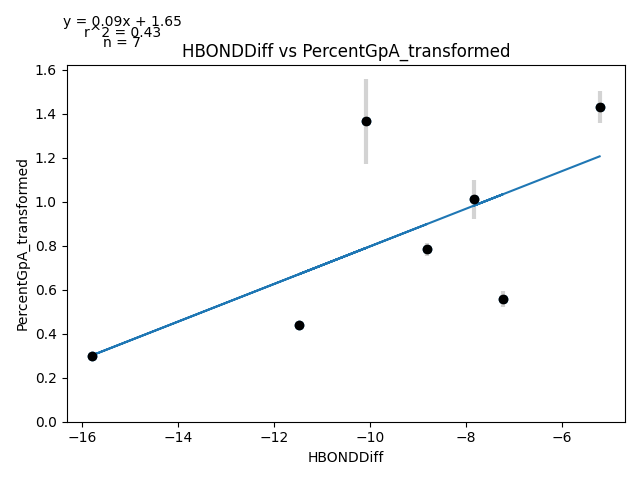 y = 0.09x + 1.65
r^2 = 0.43
n = 7
HBONDDiff vs PercentGpA_transformed
1.6
1.4
1.2
1.0
0.8
0.6
0.4
0.2
0.0
PercentGpA_transformed
−16
−14
−12
−10
−8
−6
HBONDDiff